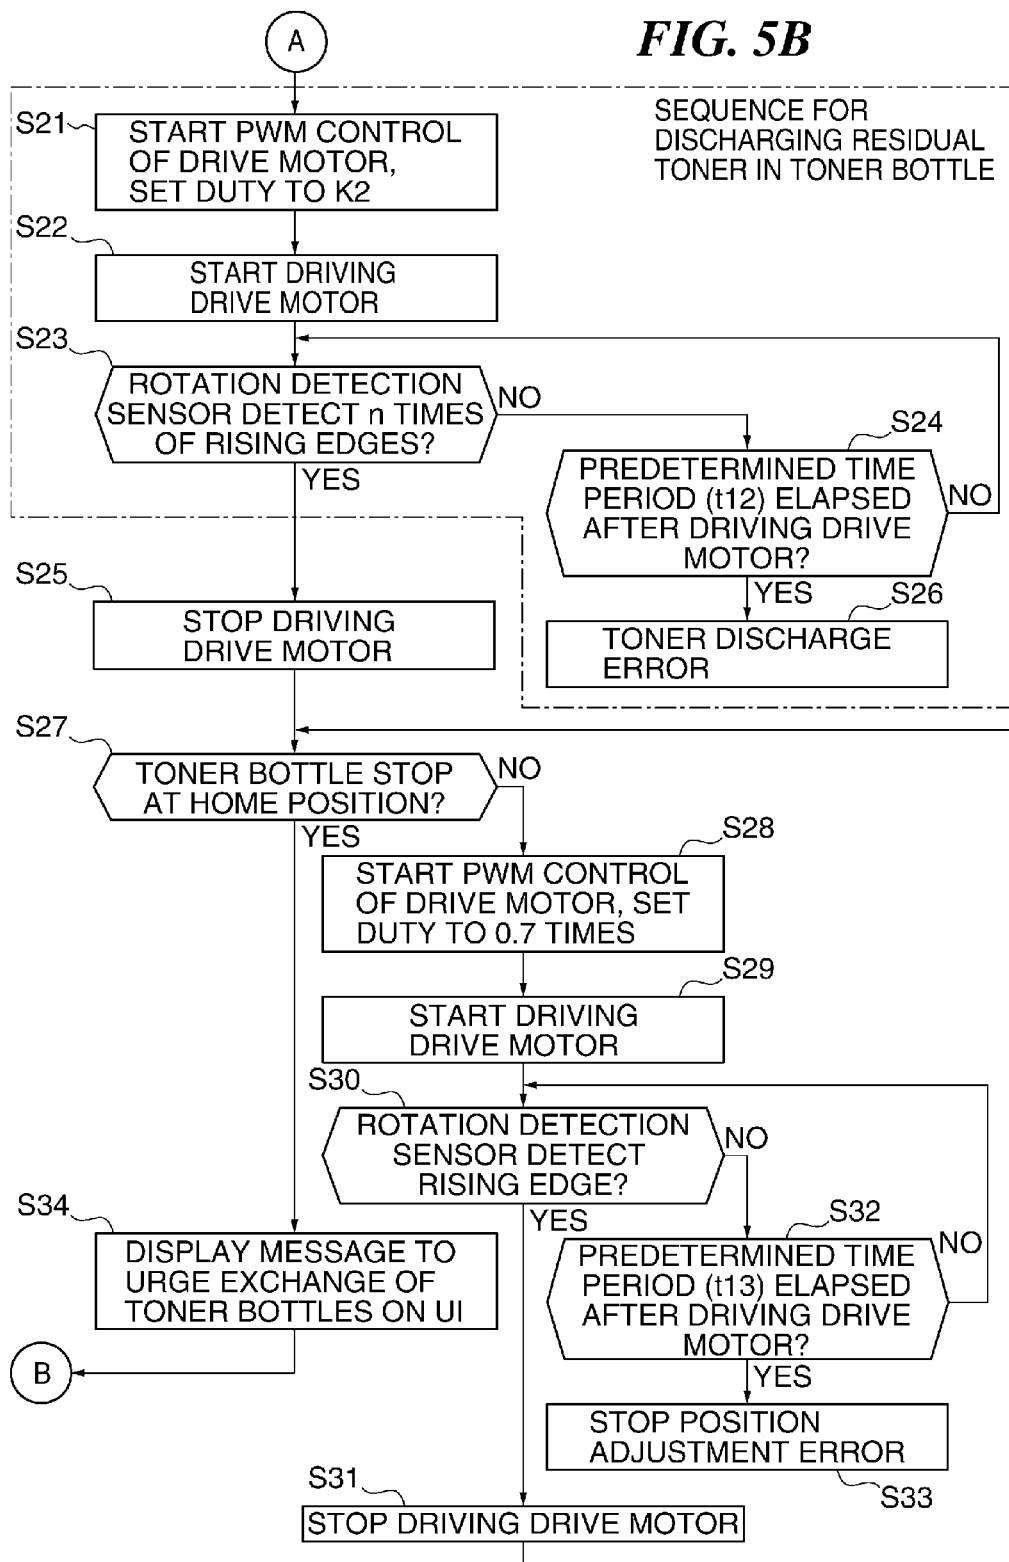 FIG. 5B
A
SEQUENCE FOR
DISCHARGING RESIDUAL
TONER IN TONER BOTTLE
S21
START PWM CONTROL
OF DRIVE MOTOR,
SET DUTY TO K2
S22
START DRIVING
DRIVE MOTOR
S23
ROTATION DETECTION
SENSOR DETECT n TIMES
OF RISING EDGES?
NO
YES
S24
PREDETERMINED TIME
PERIOD (t12) ELAPSED
AFTER DRIVING DRIVE
MOTOR?
NO
YES
S25
STOP DRIVING
DRIVE MOTOR
S26
TONER DISCHARGE
ERROR
S27
TONER BOTTLE STOP
AT HOME POSITION?
NO
YES
S28
START PWM CONTROL
OF DRIVE MOTOR, SET
DUTY TO 0.7 TIMES
S29
START DRIVING
DRIVE MOTOR
S30
ROTATION DETECTION
SENSOR DETECT
RISING EDGE?
NO
YES
S34
DISPLAY MESSAGE TO
URGE EXCHANGE OF
TONER BOTTLES ON UI
B
S32
PREDETERMINED TIME
PERIOD (t13) ELAPSED
AFTER DRIVING DRIVE
MOTOR?
NO
YES
STOP POSITION
ADJUSTMENT ERROR
S33
S31
STOP DRIVING DRIVE MOTOR